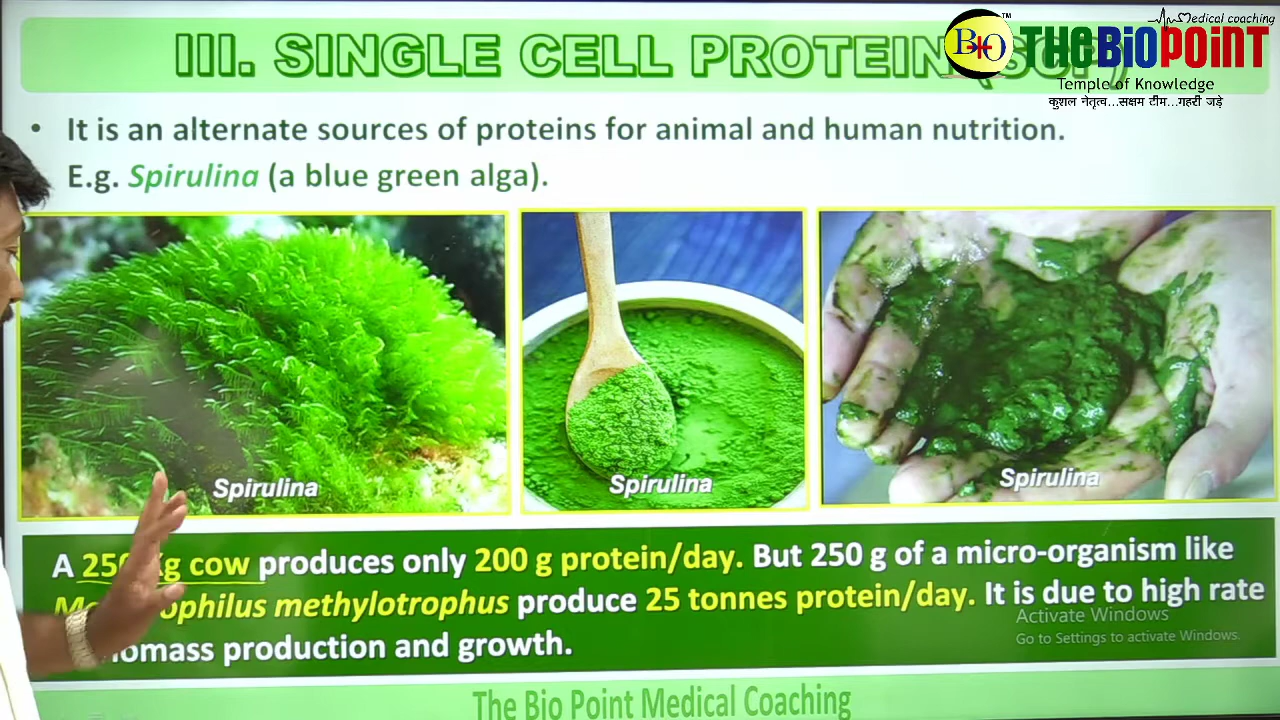 III. SINGLE CELL PROTEIN (SCP)
Medical coaching
BiO
TM
THE BiO POINT
Temple of Knowledge
कुशल नेतृत्व...सक्षम टीम...गहरी जड़े
• It is an alternate sources of proteins for animal and human nutrition.
E.g. Spirulina (a blue green alga).
Spirulina
Spirulina
Spirulina
A 250 Kg cow produces only 200 g protein/day. But 250 g of a micro-organism like
methylotrophus produce 25 tonnes protein/day. It is due to high rate
production and growth.
Activate Windows
Go to Settings to activate Windows.
The Bio Point Medical Coaching